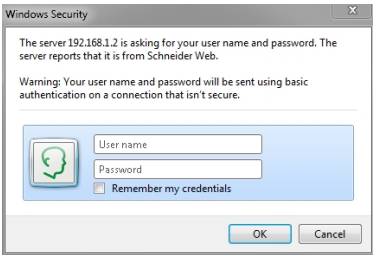 Windows Security
The server 192.168.1.2 is asking for your user name and password. The
server reports that it is from Schneider Web.
Warning: Your user name and password will be sent using basic
authentication on a connection that isn't secure.
User name
Password
Remember my credentials
OK
Cancel